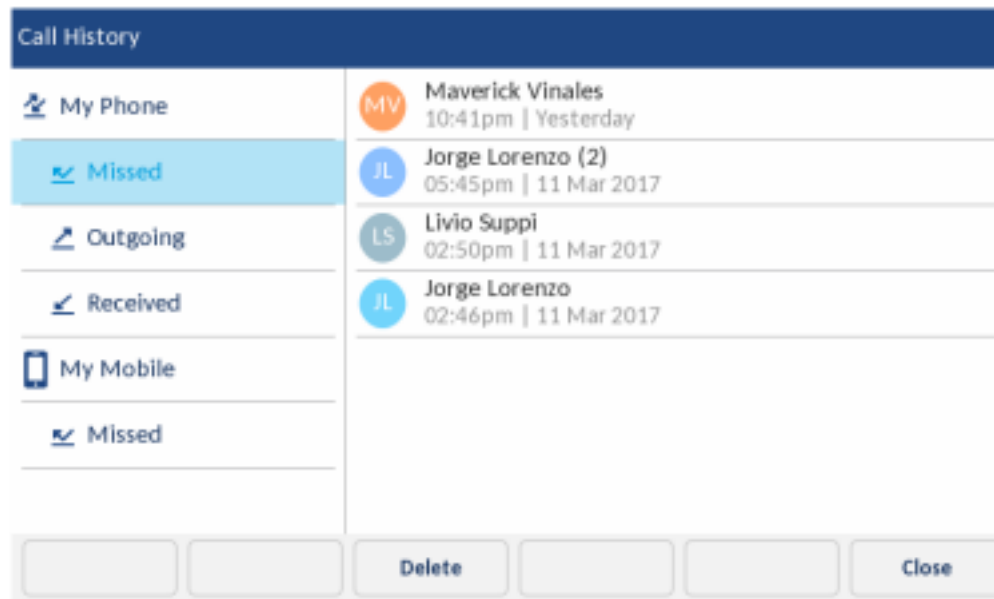 Call History
My Phone
Missed
Outgoing
Received
My Mobile
Missed
MV
Maverick Vinales
10:41pm | Yesterday
JL
Jorge Lorenzo (2)
05:45pm | 11 Mar 2017
LS
Livio Suppi
02:50pm | 11 Mar 2017
JL
Jorge Lorenzo
02:46pm | 11 Mar 2017
Delete
Close